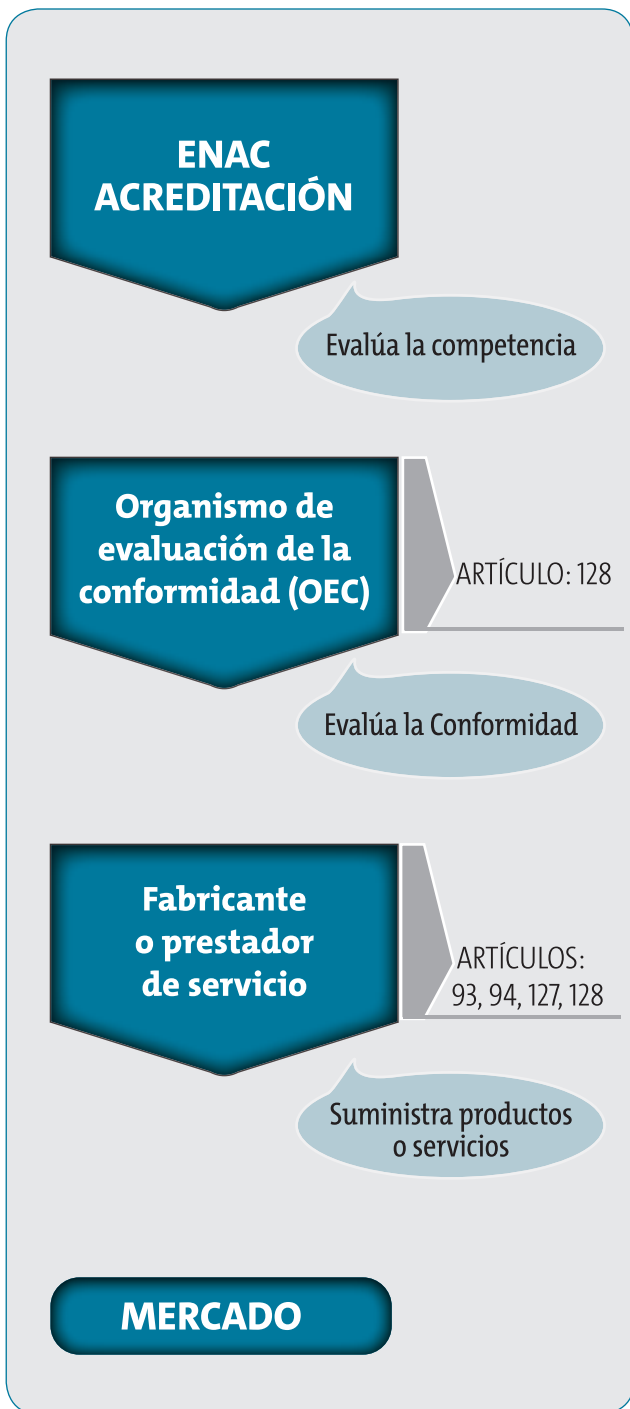 ENAC
ACREDITACIÓN
Evalúa la competencia
Organismo de
evaluación de la
conformidad (OEC)
ARTÍCULO: 128
Evalúa la Conformidad
Fabricante
o prestador
de servicio
ARTÍCULOS:
93, 94, 127, 128
Suministra productos
o servicios
MERCADO